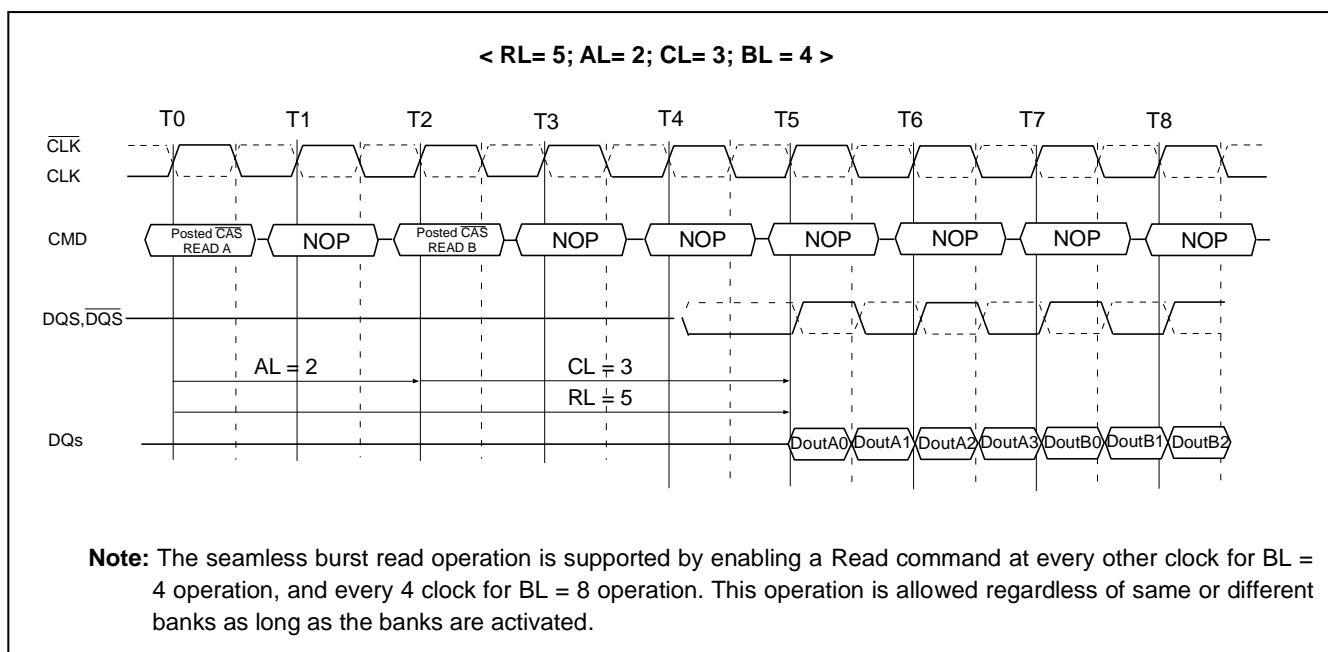 < RL= 5; AL= 2; CL= 3; BL = 4 >
T0 T1 T2 T3 T4 T5 T6 T7 T8
CLK
CLK
CMD
Posted CAS
READ A
NOP
Posted CAS
READ B
NOP
NOP
NOP
NOP
NOP
NOP
DQS,DQS
AL = 2
CL = 3
RL = 5
DQs
DoutA0 DoutA1 DoutA2 DoutA3 DoutB0 DoutB1 DoutB2
Note: The seamless burst read operation is supported by enabling a Read command at every other clock for BL =
4 operation, and every 4 clock for BL = 8 operation. This operation is allowed regardless of same or different
banks as long as the banks are activated.